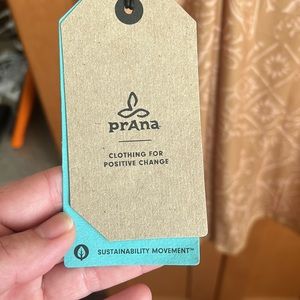 prAna
CLOTHING FOR
POSITIVE CHANGE
SUSTAINABILITY MOVEMENT™